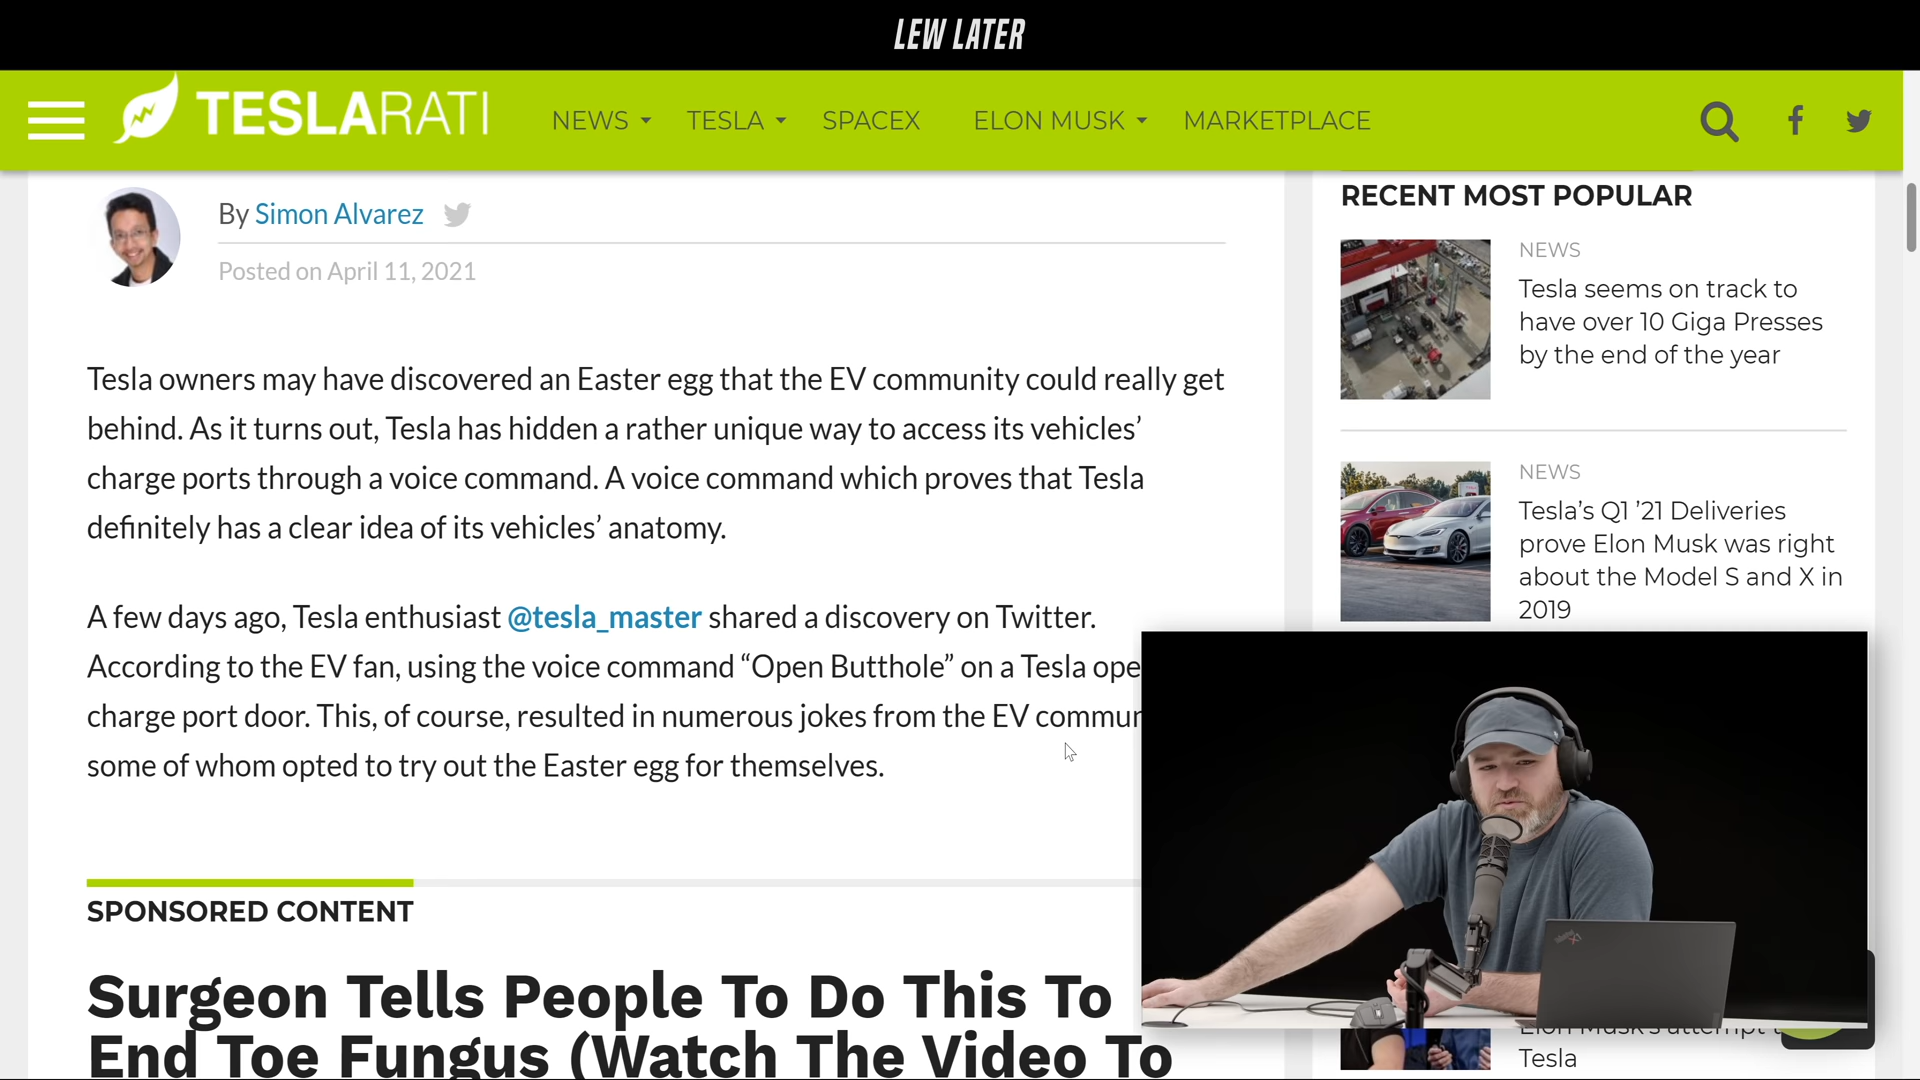 LEW LATER
TESLARATI
NEWS
TESLA
SPACEX
ELON MUSK
MARKETPLACE
By Simon Alvarez
Posted on April 11, 2021
Tesla owners may have discovered an Easter egg that the EV community could really get
behind. As it turns out, Tesla has hidden a rather unique way to access its vehicles’
charge ports through a voice command. A voice command which proves that Tesla
definitely has a clear idea of its vehicles’ anatomy.
A few days ago, Tesla enthusiast @tesla_master shared a discovery on Twitter.
According to the EV fan, using the voice command “Open Butthole” on a Tesla ope
charge port door. This, of course, resulted in numerous jokes from the EV commun
some of whom opted to try out the Easter egg for themselves.
SPONSORED CONTENT
Surgeon Tells People To Do This To
End Toe Fungus (Watch The Video To
RECENT MOST POPULAR
NEWS
Tesla seems on track to
have over 10 Giga Presses
by the end of the year
NEWS
Tesla’s Q1 ’21 Deliveries
prove Elon Musk was right
about the Model S and X in
2019
Elon Musk's attempt
Tesla